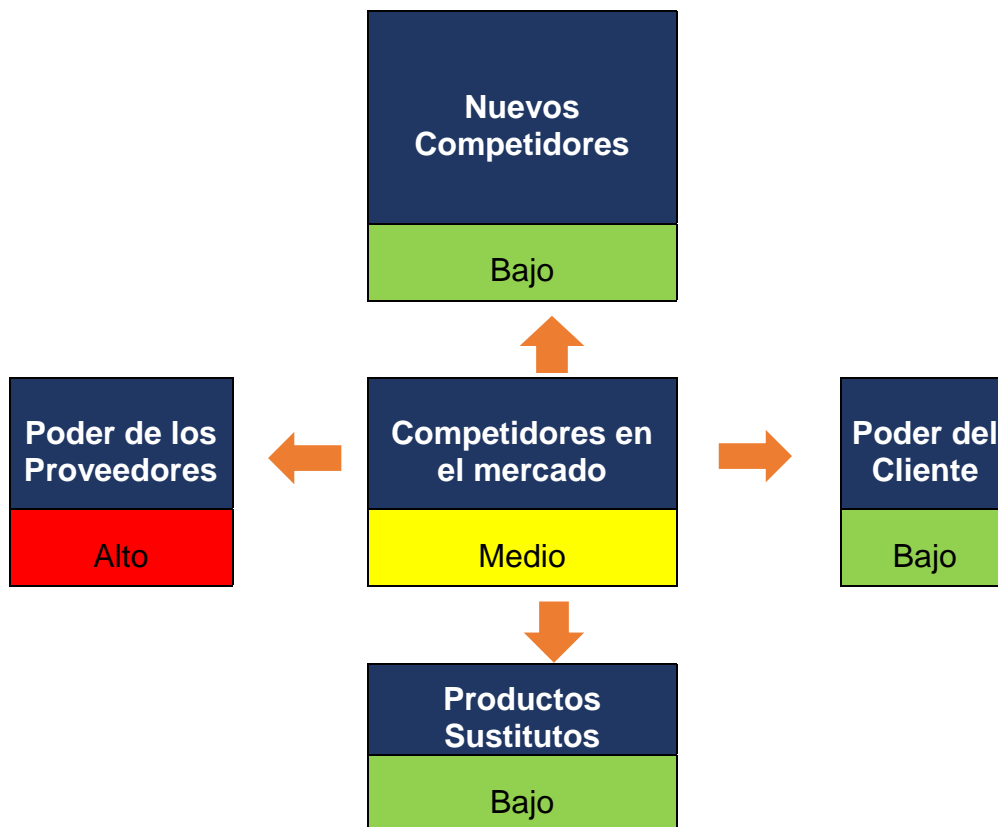 Nuevos
Competidores
Bajo
Poder de los
Proveedores
Alto
Competidores en
el mercado
Medio
Poder del
Cliente
Bajo
Productos
Sustitutos
Bajo